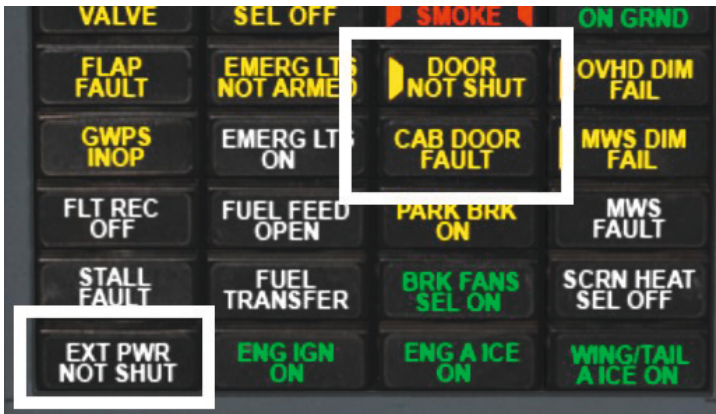 VALVE
SEL OFF
SMOKE
ON GRND
FLAP
FAULT
EMERG LTS
NOT ARMED
DOOR
NOT SHUT
OVHD DIM
FAIL
GWPS
INOP
EMERG LTS
ON
CAB DOOR
FAULT
MWS DIM
FAIL
FLT REC
OFF
FUEL FEED
OPEN
PARK BRK
ON
MWS
FAULT
STALL
FAULT
FUEL
TRANSFER
BRK FANS
SEL ON
SCRN HEAT
SEL OFF
EXT PWR
NOT SHUT
ENG IGN
ON
ENG A ICE
ON
WING/TAIL
A ICE ON